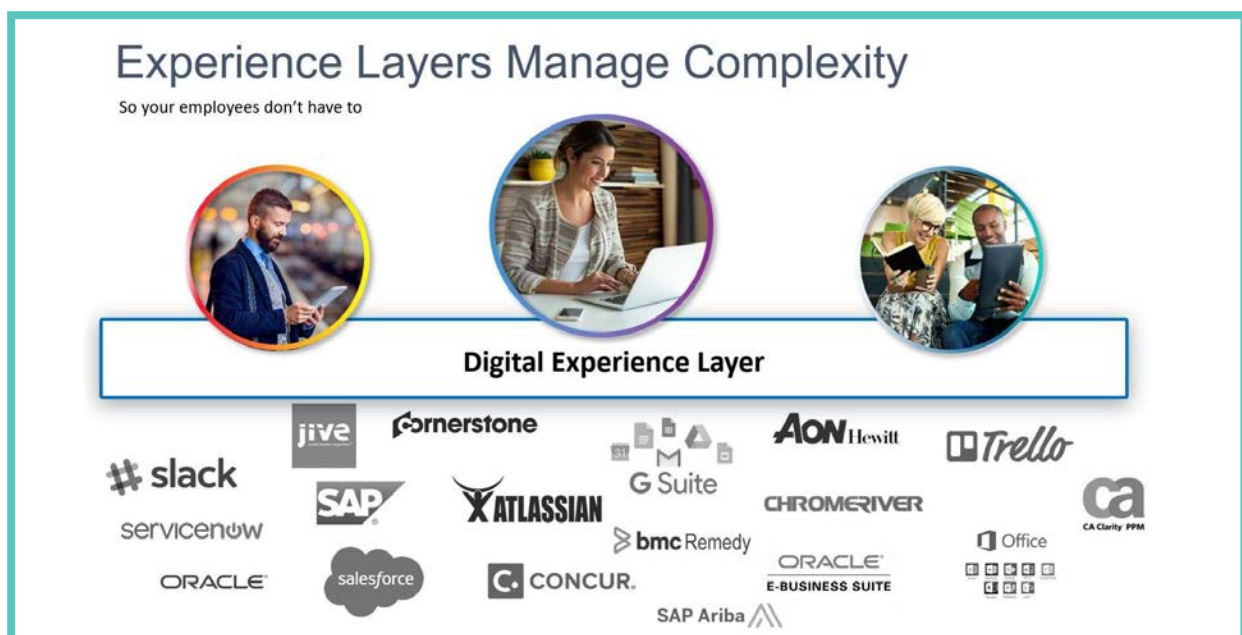 Experience Layers Manage Complexity
So your employees don't have to
Digital Experience Layer
jive
cornerstone
31
G Suite
AON Hewitt
Trello
slack
SAP
ATLASSIAN
CHROMERIVER
ca
CA Clarity PPM
servicenow
bmc Remedy
Office
ORACLE
salesforce
C. CONCUR.
ORACLE
E-BUSINESS SUITE
SAP Ariba